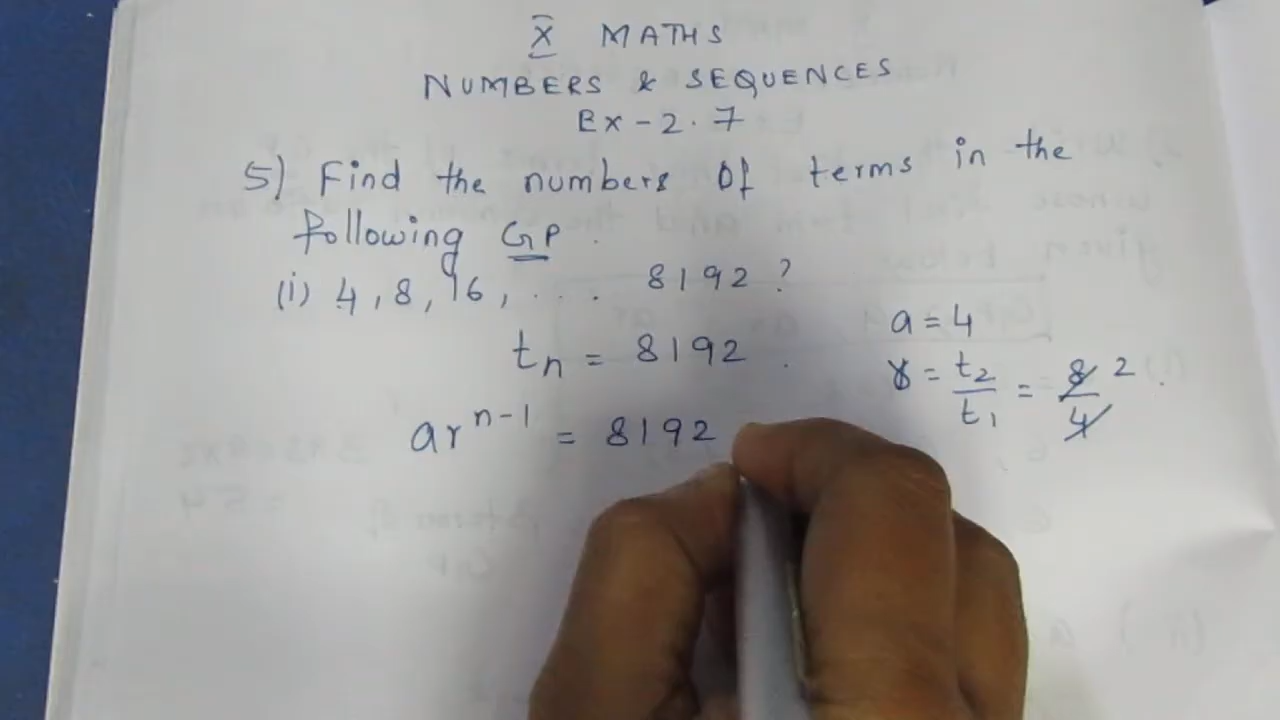 X MATHS
NUMBERS & SEQUENCES
Ex - 2.7
5) Find the numbers of terms in the
following GP.
(i) 4, 8, 16, .... 8192 ?
tn = 8192
a = 4
r = t2/t1 = 8/4 2
ar^n-1 = 8192